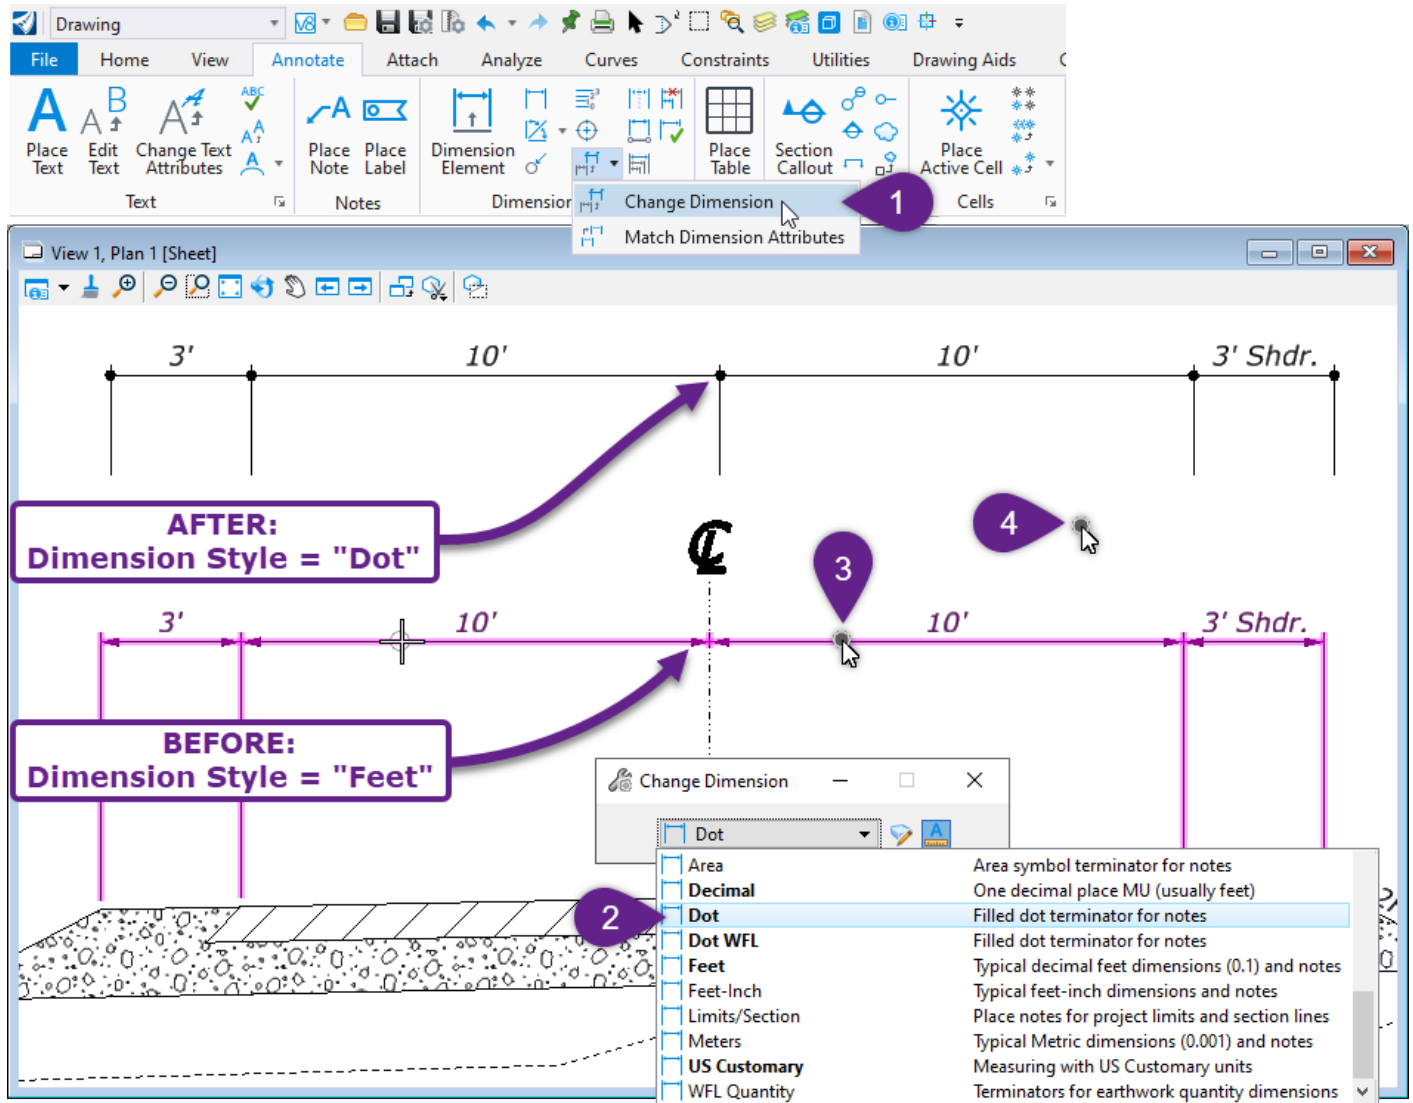 Drawing
V8
File Home View Annotate Attach Analyze Curves Constraints Utilities Drawing Aids
Place Text
Edit Text
Change Text Attributes
ABC
Text
Place Note
Place Label
Notes
Dimension Element
Place Table
Section Callout
Place Active Cell
Cells
Change Dimension
Match Dimension Attributes
1
View 1, Plan 1 [Sheet]
3' 10' 10' 3' Shdr.
AFTER:
Dimension Style = "Dot"
4
3
CL
3' 10' 10' 3' Shdr.
BEFORE:
Dimension Style = "Feet"
Change Dimension
Dot
Area Area symbol terminator for notes
Decimal One decimal place MU (usually feet)
2
Dot Filled dot terminator for notes
Dot WFL Filled dot terminator for notes
Feet Typical decimal feet dimensions (0.1) and notes
Feet-Inch Typical feet-inch dimensions and notes
Limits/Section Place notes for project limits and section lines
Meters Typical Metric dimensions (0.001) and notes
US Customary Measuring with US Customary units
WFL Quantity Terminators for earthwork quantity dimensions